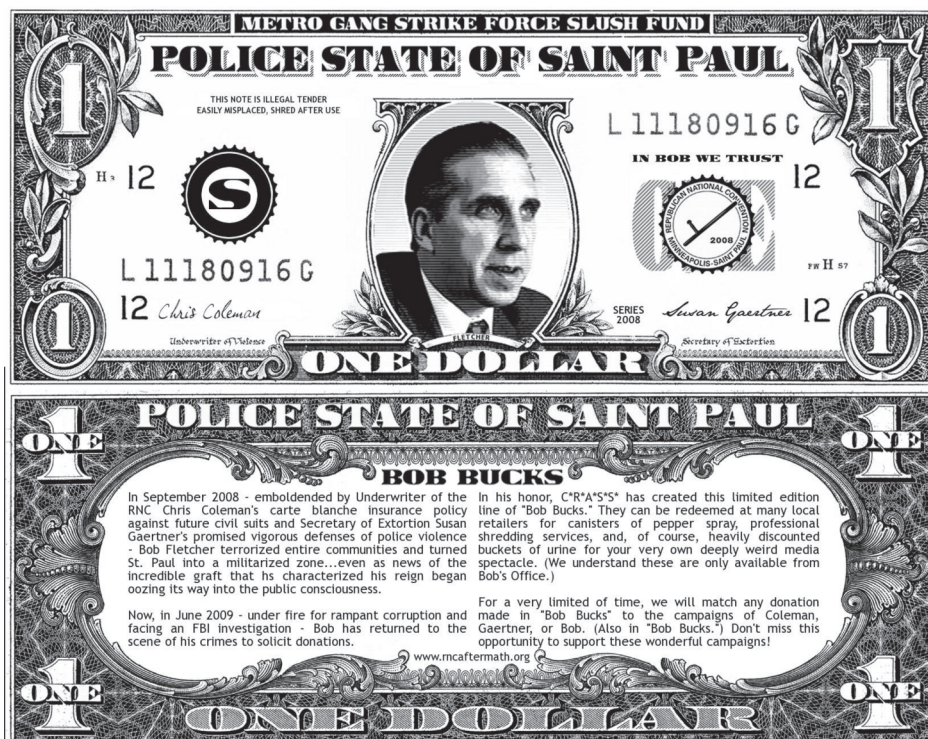 METRO GANG STRIKE FORCE SLUSH FUND
POLICE STATE OF SAINT PAUL
1
1
THIS NOTE IS ILLEGAL TENDER
EASILY MISPLACED, SHRED AFTER USE
L 11180916 G
IN BOB WE TRUST
H 3 12
12
S
REPUBLICAN NATIONAL CONVENTION
2008
MINNEAPOLIS-SAINT PAUL
L 11180916 G
FW H 57
12 Chris Coleman
SERIES
2008
Susan Gaertner 12
Underwriter of Violence
FLETCHER
Secretary of Extortion
1
1
ONE DOLLAR
POLICE STATE OF SAINT PAUL
1 ONE
1 ONE
BOB BUCKS
In September 2008 - emboldended by Underwriter of the
RNC Chris Coleman's carte blanche insurance policy
against future civil suits and Secretary of Extortion Susan
Gaertner's promised vigorous defenses of police violence
- Bob Fletcher terrorized entire communities and turned
St. Paul into a militarized zone...even as news of the
incredible graft that hs characterized his reign began
oozing its way into the public consciousness.
Now, in June 2009 - under fire for rampant corruption and
facing an FBI investigation - Bob has returned to the
scene of his crimes to solicit donations.
In his honor, C*R*A*S*S* has created this limited edition
line of "Bob Bucks." They can be redeemed at many local
retailers for canisters of pepper spray, professional
shredding services, and, of course, heavily discounted
buckets of urine for your very own deeply weird media
spectacle. (We understand these are only available from
Bob's Office.)
For a very limited of time, we will match any donation
made in "Bob Bucks" to the campaigns of Coleman,
Gaertner, or Bob. (Also in "Bob Bucks.") Don't miss this
opportunity to support these wonderful campaigns!
www.rncaftermath.org
1 ONE
1 ONE
ONE DOLLAR